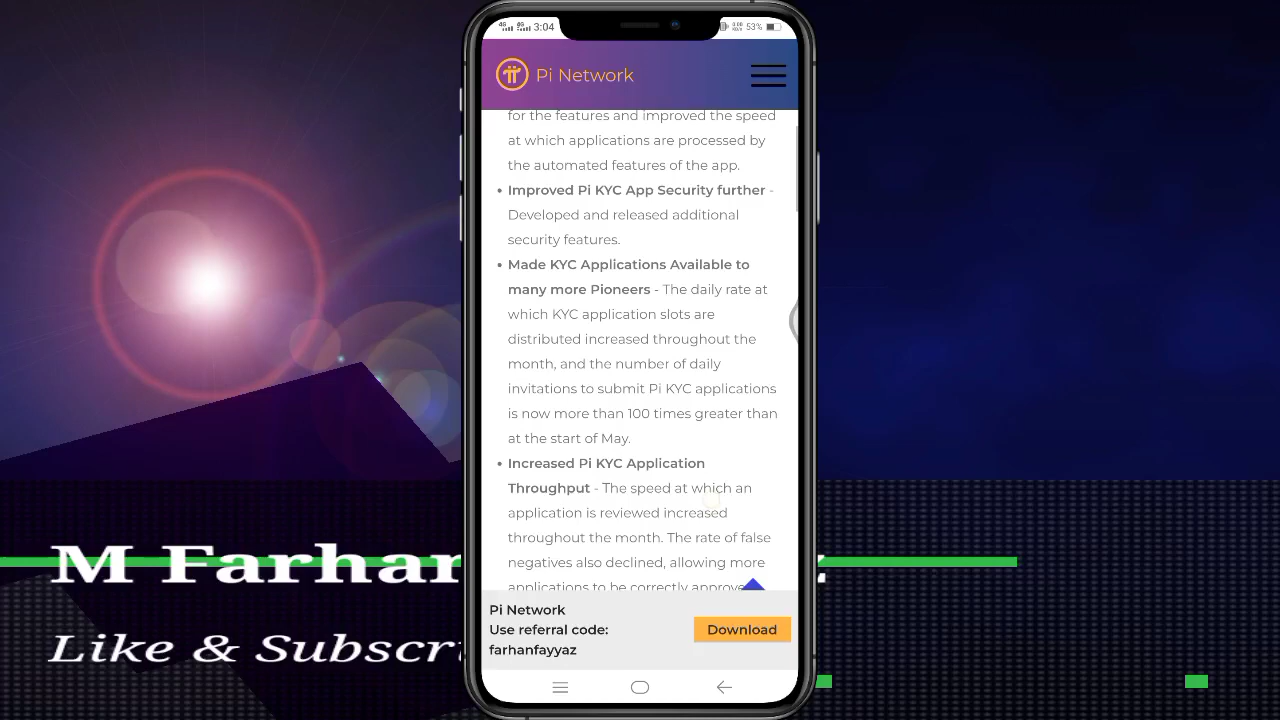 4G 4G 3:04
53%
Pi Network
for the features and improved the speed
at which applications are processed by
the automated features of the app.
• Improved Pi KYC App Security further -
Developed and released additional
security features.
• Made KYC Applications Available to
many more Pioneers - The daily rate at
which KYC application slots are
distributed increased throughout the
month, and the number of daily
invitations to submit Pi KYC applications
is now more than 100 times greater than
at the start of May.
• Increased Pi KYC Application
Throughput - The speed at which an
application is reviewed increased
throughout the month. The rate of false
negatives also declined, allowing more
applications to be correctly
Pi Network
Use referral code:
farhanfayyaz
Download
M Farhan
Like &